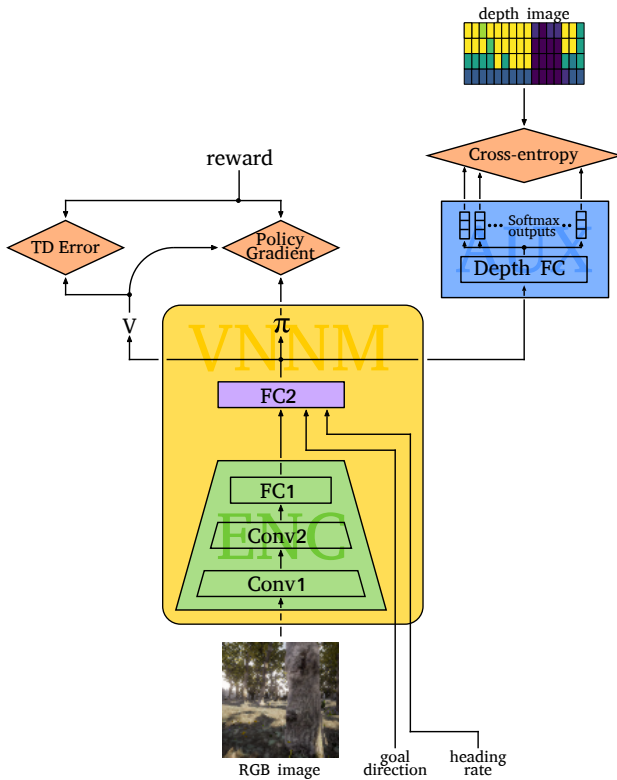 depth image
Cross-entropy
reward
TD Error
Policy
Gradient
AUX
Softmax
outputs
Depth FC
V
π
VNNM
FC2
ENC
FC1
Conv2
Conv1
RGB image
goal
direction
heading
rate